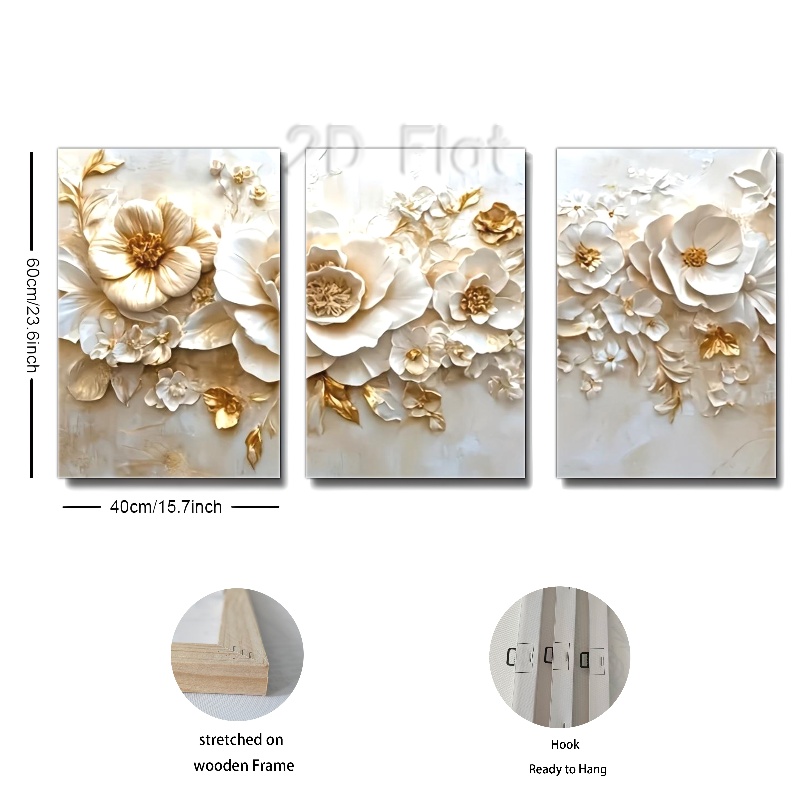 2D Flat
60cm/23.6inch
40cm/15.7inch
stretched on
wooden Frame
Hook
Ready to Hang